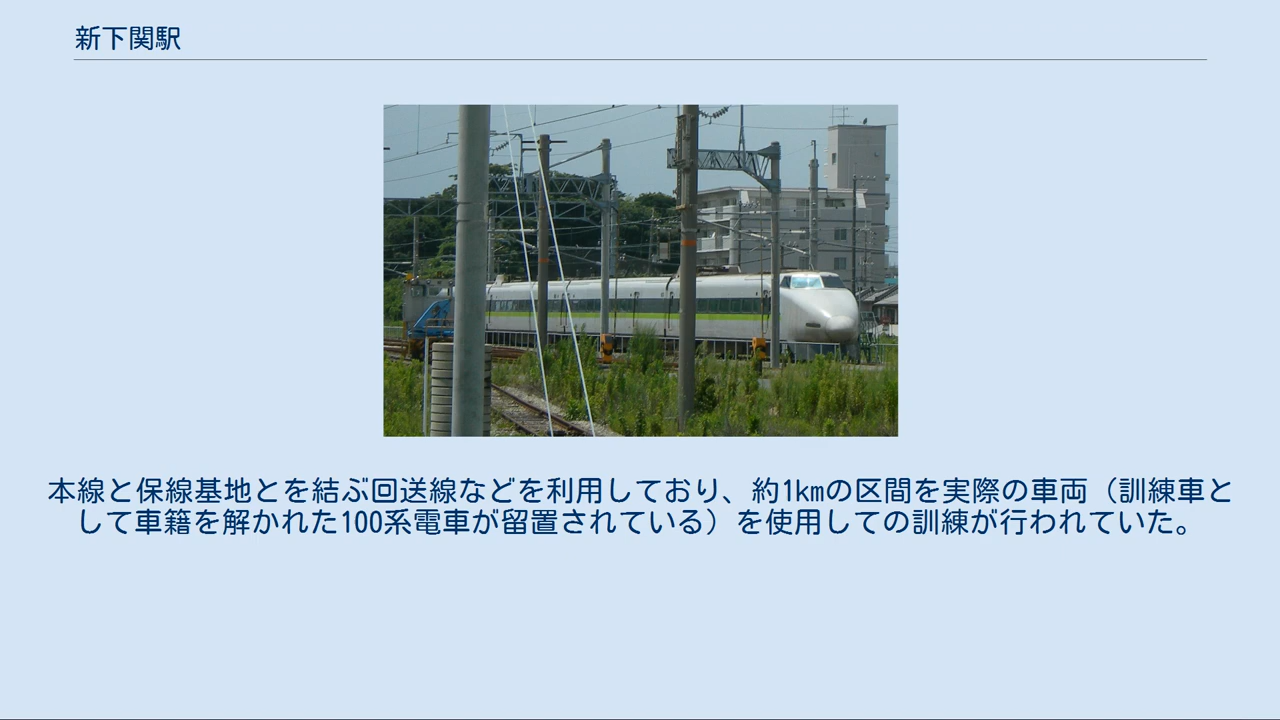 新下関駅
本線と保線基地とを結ぶ回送線などを利用しており、約1kmの区間を実際の車両（訓練車と
して車籍を解かれた100系電車が留置されている）を使用しての訓練が行われていた。